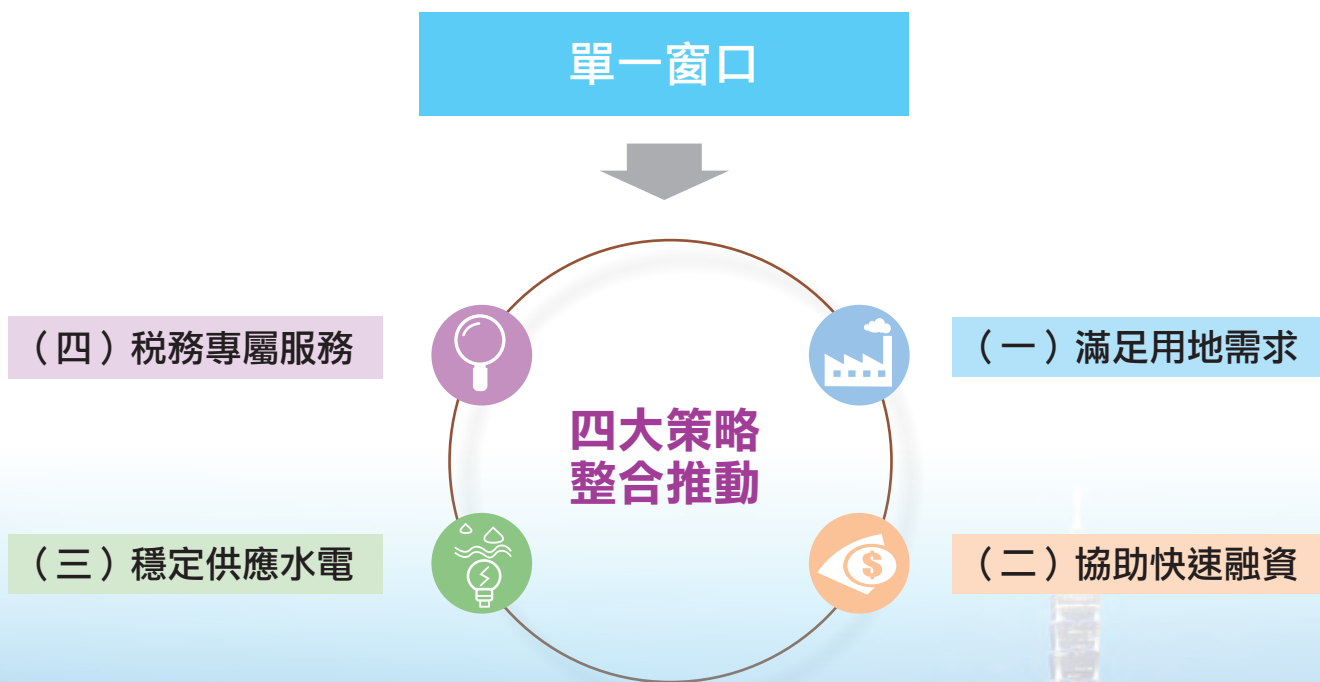 單一窗口
四大策略
整合推動
（一）滿足用地需求
（二）協助快速融資
（三）穩定供應水電
（四）税務專屬服務
$